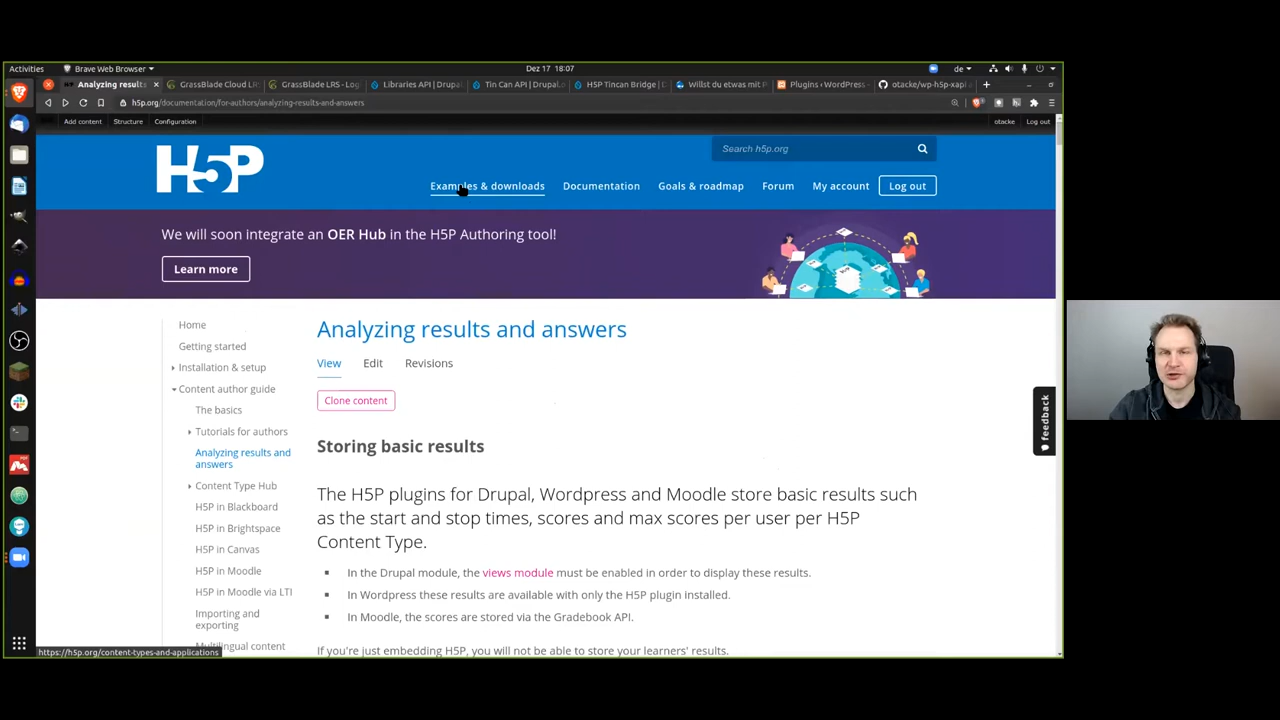 Activities
Brave Web Browser
Dez 17 18:07
de
Analyzing results
GrassBlade Cloud LRS
GrassBlade LRS - Log
Libraries API | Drupal
Tin Can API | Drupal.o
H5P Tincan Bridge | D
Willst du etwas mit P
Plugins ‹ WordPress
otacke/wp-h5p-xapi
h5p.org/documentation/for-authors/analyzing-results-and-answers
Add content
Structure
Configuration
otacke
Log out
H5P
Search h5p.org
Examples & downloads
Documentation
Goals & roadmap
Forum
My account
Log out
We will soon integrate an OER Hub in the H5P Authoring tool!
Learn more
H5P
Home
Getting started
Installation & setup
Content author guide
The basics
Tutorials for authors
Analyzing results and
answers
Content Type Hub
H5P in Blackboard
H5P in Brightspace
H5P in Canvas
H5P in Moodle
H5P in Moodle via LTI
Importing and
exporting
Multilingual content
Analyzing results and answers
View
Edit
Revisions
Clone content
Storing basic results
The H5P plugins for Drupal, Wordpress and Moodle store basic results such
as the start and stop times, scores and max scores per user per H5P
Content Type.
In the Drupal module, the views module must be enabled in order to display these results.
In Wordpress these results are available with only the H5P plugin installed.
In Moodle, the scores are stored via the Gradebook API.
If you're just embedding H5P, you will not be able to store your learners' results.
feedback
https://h5p.org/content-types-and-applications